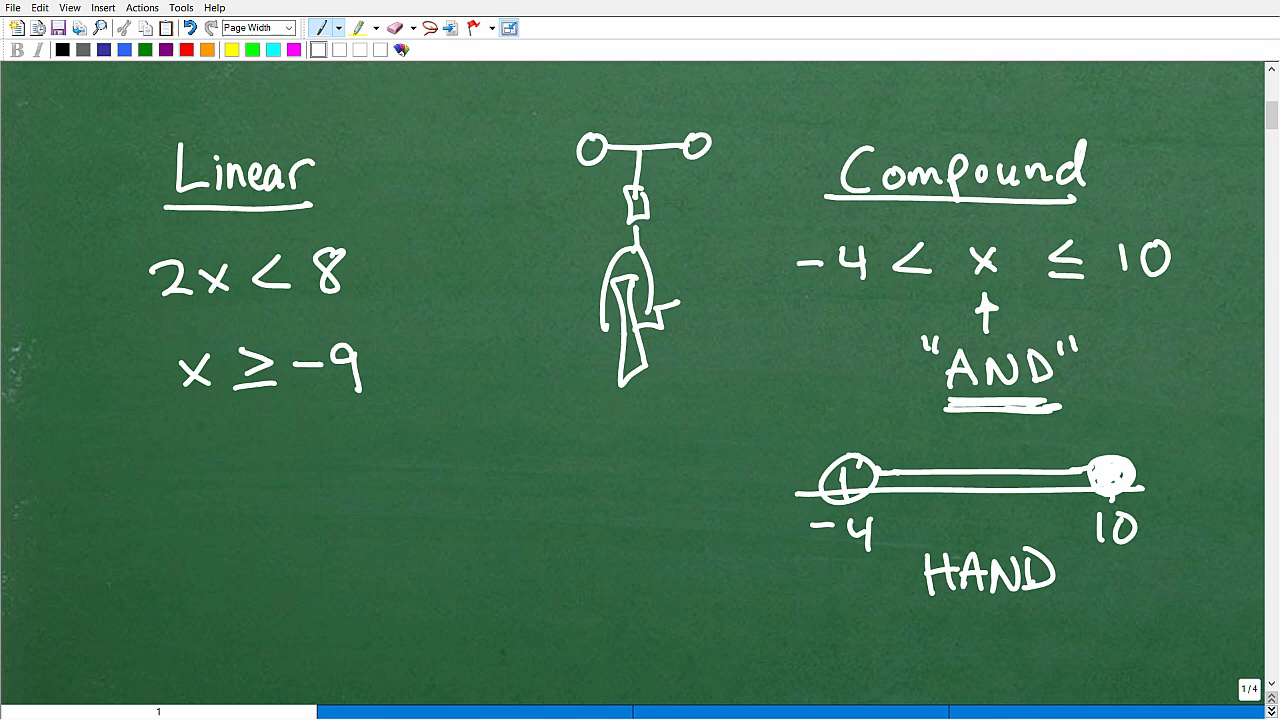 File Edit View Insert Actions Tools Help
Page Width
B I
Linear
2x < 8
x ≥ -9
Compound
-4 < x ≤ 10
+
"AND"
-4 10
HAND
1/4
1